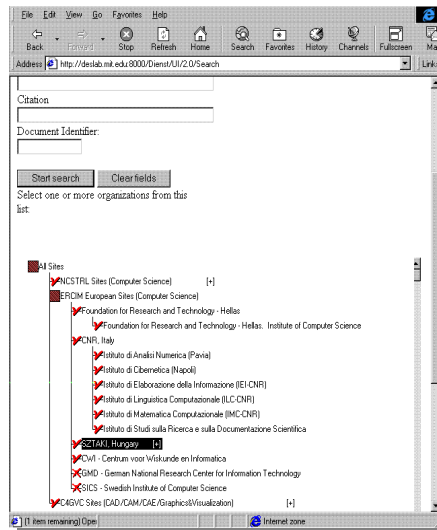 File Edit View Go Favorites Help
Back Forward Stop Refresh Home Search Favorites History Channels Fullscreen Ma
Address http://deslab.mit.edu:8000/Dienst/UI/2.0/Search Links
Citation
Document Identifier:
Start search Clear fields
Select one or more organizations from this
list:
All Sites
NCSTRL Sites (Computer Science) [+]
ERCIM European Sites (Computer Science)
Foundation for Research and Technology - Hellas
Foundation for Research and Technology - Hellas. Institute of Computer Science
CNR, Italy
Istituto di Analisi Numerica (Pavia)
Istituto di Cibernetica (Napoli)
Istituto di Elaborazione della Informazione (IEI-CNR)
Istituto di Linguistica Computazionale (ILC-CNR)
Istituto di Matematica Computazionale (IMC-CNR)
Istituto di Studi sulla Ricerca e sulla Documentazione Scientifica
SZTAKI, Hungary [+]
CWI - Centrum voor Wiskunde en Informatica
GMD - German National Research Center for Information Technology
SICS - Swedish Institute of Computer Science
C4GVC Sites (CAD/CAM/CAE/Graphics&Visualization) [+]
(1 item remaining) Oper Internet zone